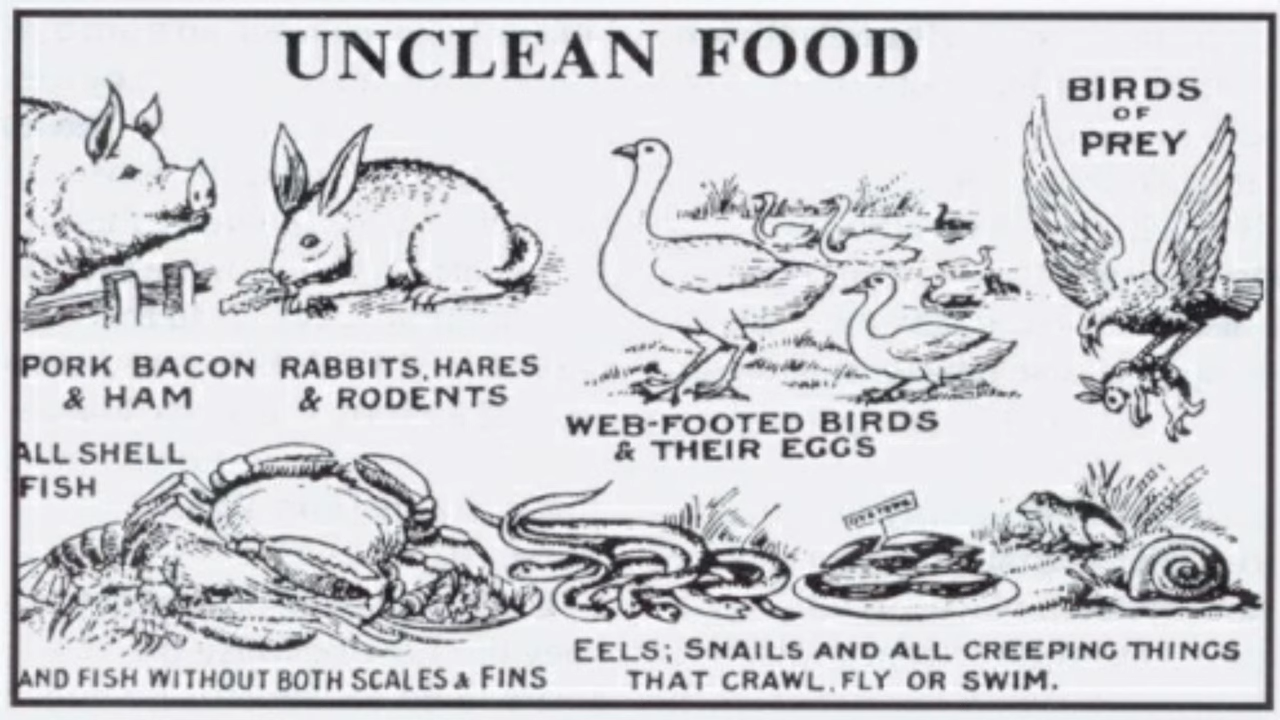 UNCLEAN FOOD
BIRDS
OF
PREY
PORK BACON
& HAM
RABBITS, HARES
& RODENTS
WEB-FOOTED BIRDS
& THEIR EGGS
ALL SHELL
FISH
OYSTERS
AND FISH WITHOUT BOTH SCALES & FINS
EELS; SNAILS AND ALL CREEPING THINGS
THAT CRAWL, FLY OR SWIM.